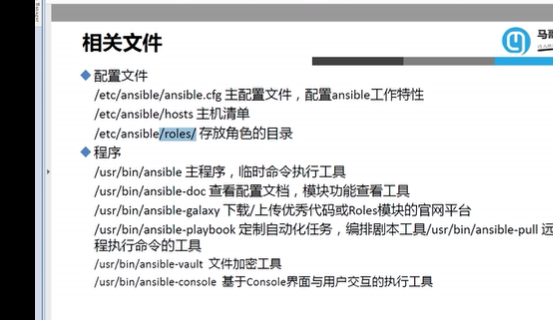 相关文件
马哥
配置文件
/etc/ansible/ansible.cfg 主配置文件，配置ansible工作特性
/etc/ansible/hosts 主机清单
/etc/ansible/roles/ 存放角色的目录
程序
/usr/bin/ansible 主程序，临时命令执行工具
/usr/bin/ansible-doc 查看配置文档，模块功能查看工具
/usr/bin/ansible-galaxy 下载/上传优秀代码或Roles模块的官网平台
/usr/bin/ansible-playbook 定制自动化任务，编排剧本工具/usr/bin/ansible-pull 远
程执行命令的工具
/usr/bin/ansible-vault 文件加密工具
/usr/bin/ansible-console 基于Console界面与用户交互的执行工具